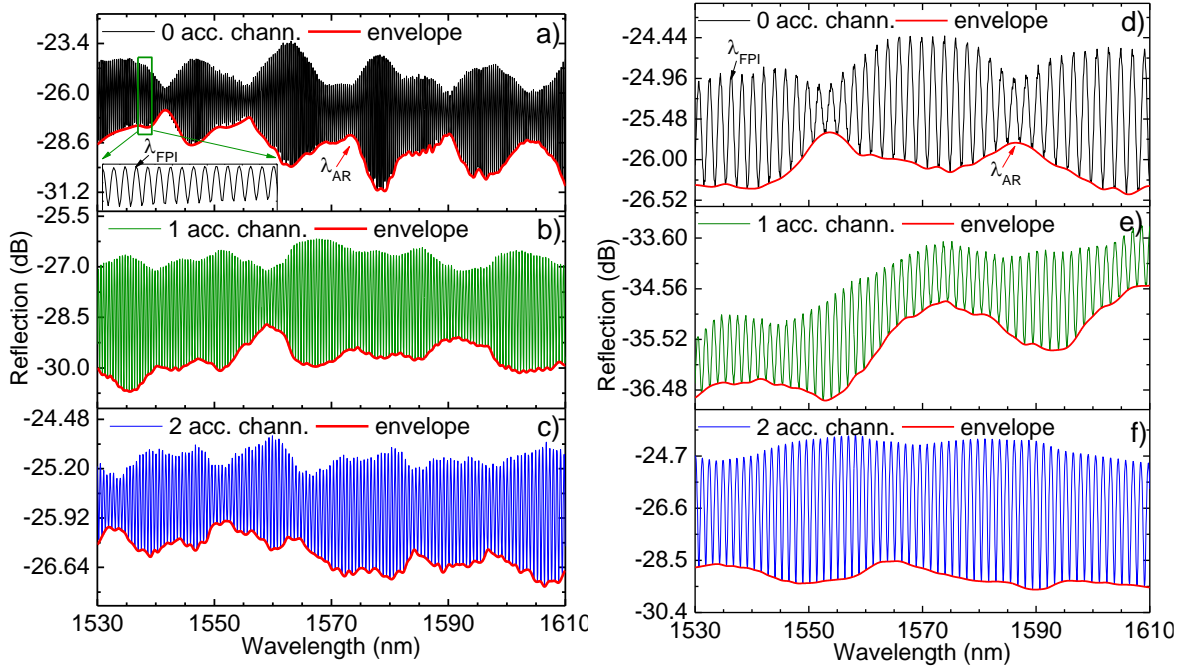 0 acc. chann. envelope a)
-23.4
-26.0
-28.6
-31.2
λAR
λFPI
1 acc. chann. envelope b)
-25.5
-27.0
-28.5
-30.0
Reflection (dB)
2 acc. chann. envelope c)
-24.48
-25.20
-25.92
-26.64
1530 1550 1570 1590 1610
Wavelength (nm)
0 acc. chann. envelope d)
-24.44
-24.96
-25.48
-26.00
-26.52
λFPI
λAR
1 acc. chann. envelope e)
-33.60
-34.56
-35.52
-36.48
Reflection (dB)
2 acc. chann. envelope f)
-24.7
-26.6
-28.5
-30.4
1530 1550 1570 1590 1610
Wavelength (nm)